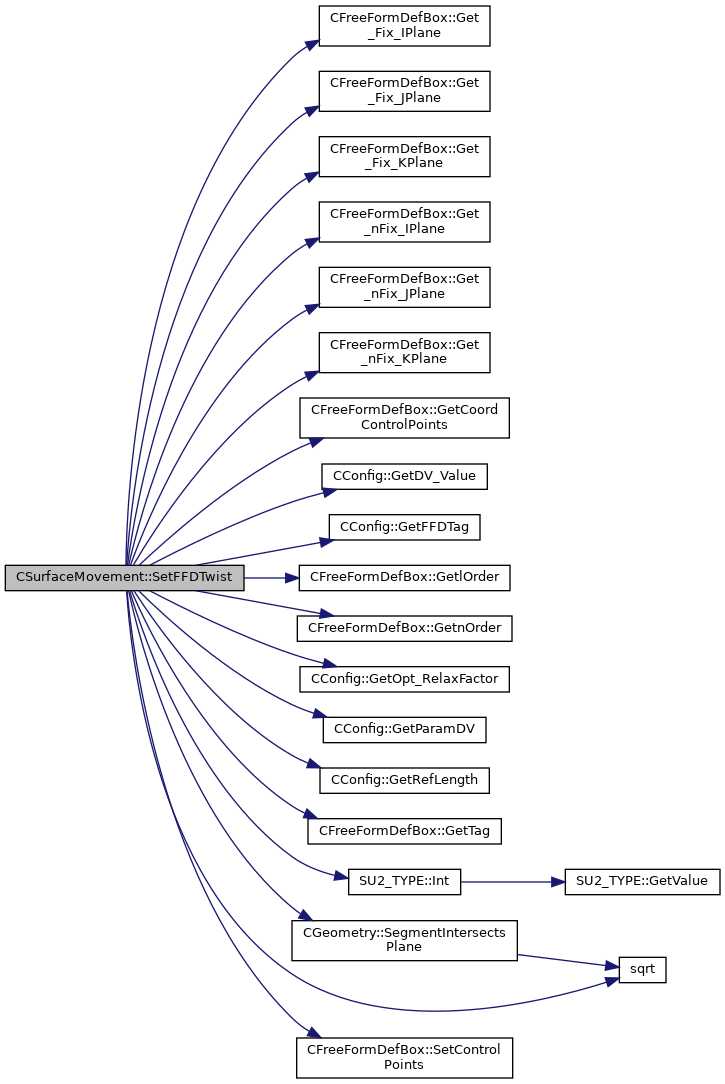 CFreeFormDefBox::Get
_Fix_IPlane
CFreeFormDefBox::Get
_Fix_JPlane
CFreeFormDefBox::Get
_Fix_KPlane
CFreeFormDefBox::Get
_nFix_IPlane
CFreeFormDefBox::Get
_nFix_JPlane
CFreeFormDefBox::Get
_nFix_KPlane
CFreeFormDefBox::GetCoord
ControlPoints
CConfig::GetDV_Value
CConfig::GetFFDTag
CSurfaceMovement::SetFFDTwist
CFreeFormDefBox::GetlOrder
CFreeFormDefBox::GetnOrder
CConfig::GetOpt_RelaxFactor
CConfig::GetParamDV
CConfig::GetRefLength
CFreeFormDefBox::GetTag
SU2_TYPE::Int
SU2_TYPE::GetValue
CGeometry::SegmentIntersects
Plane
sqrt
CFreeFormDefBox::SetControl
Points